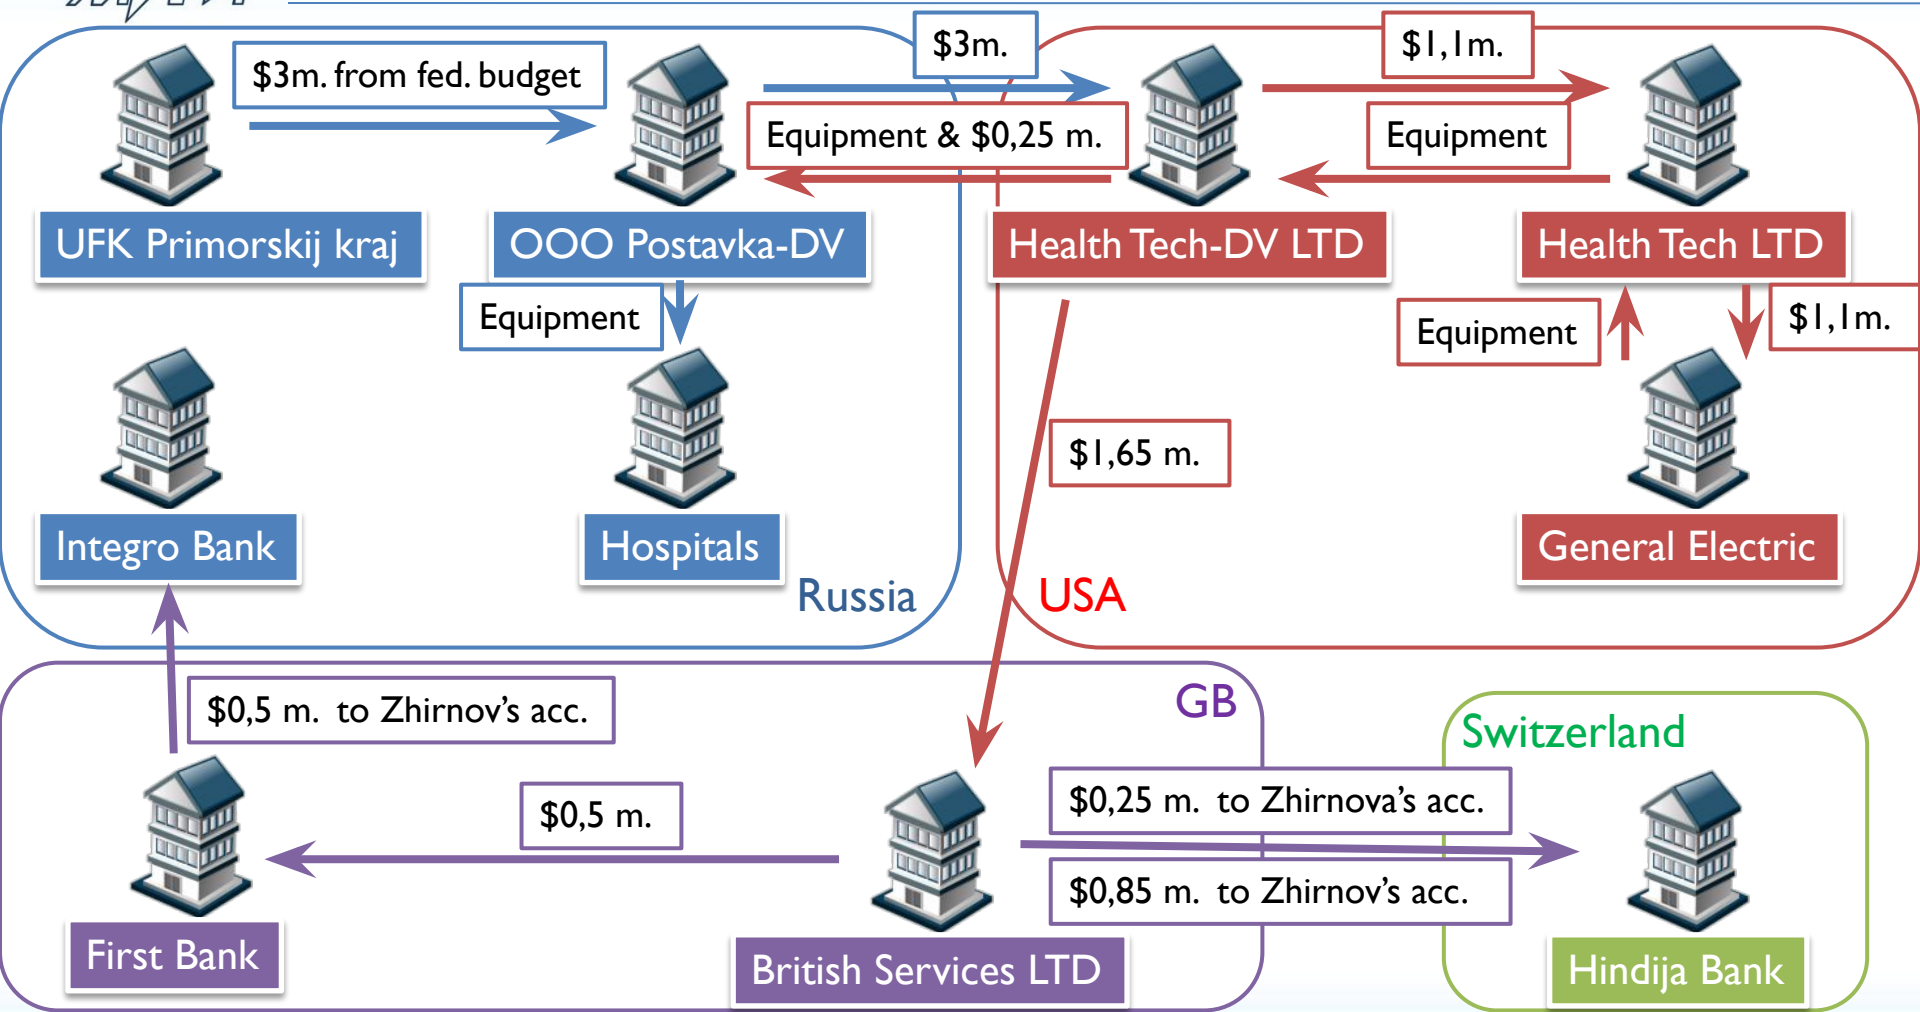 $3m. from fed. budget
$3m.
$1,1m.
Equipment & $0,25 m.
Equipment
UFK Primorskij kraj
OOO Postavka-DV
Health Tech-DV LTD
Health Tech LTD
Equipment
Equipment
$1,1m.
$1,65 m.
Integro Bank
Hospitals
General Electric
Russia
USA
$0,5 m. to Zhirnov's acc.
GB
Switzerland
$0,5 m.
$0,25 m. to Zhirnova's acc.
$0,85 m. to Zhirnov's acc.
First Bank
British Services LTD
Hindija Bank